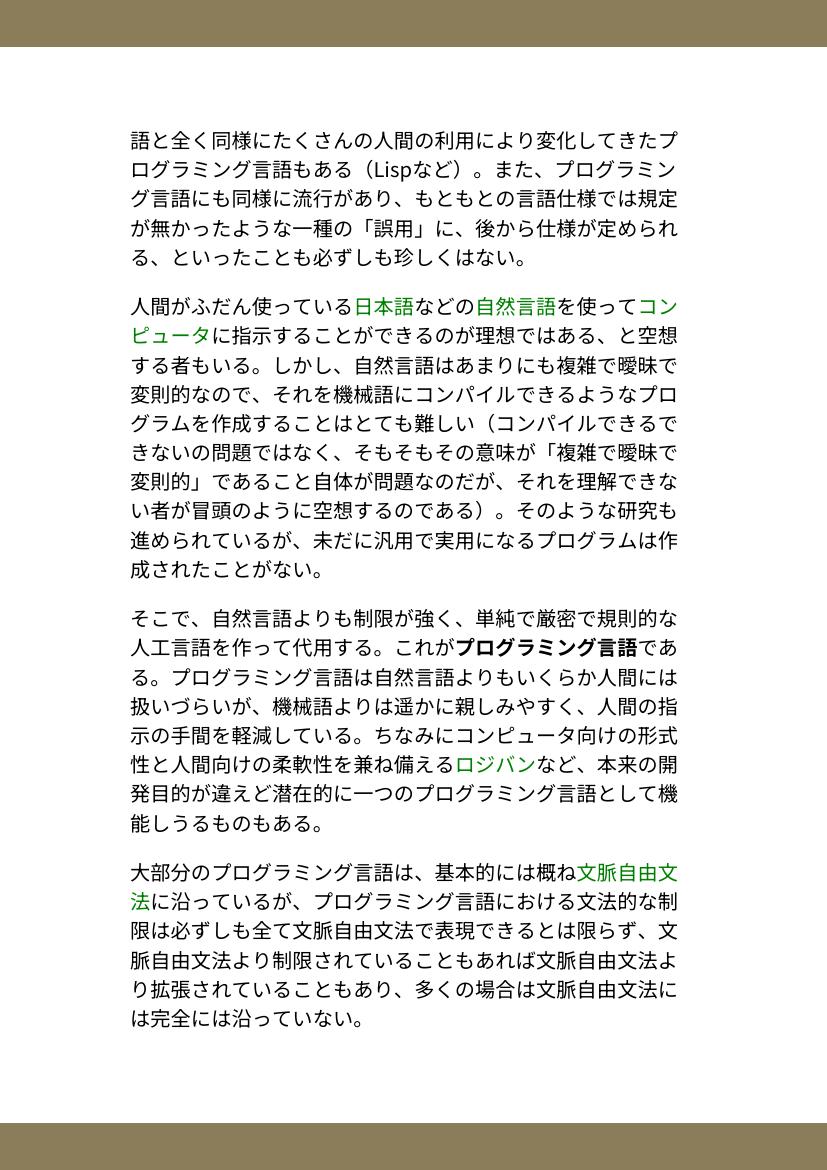 語と全く同様にたくさんの人間の利用により変化してきたプ
ログラミング言語もある（Lispなど）。また、プログラミン
グ言語にも同様に流行があり、もともとの言語仕様では規定
が無かったような一種の「誤用」に、後から仕様が定められ
る、といったことも必ずしも珍しくはない。
人間がふだん使っている日本語などの自然言語を使ってコン
ピュータに指示することができるのが理想ではある、と空想
する者もいる。しかし、自然言語はあまりにも複雑で曖昧で
変則的なので、それを機械語にコンパイルできるようなプロ
グラムを作成することはとても難しい（コンパイルできるで
きないの問題ではなく、そもそもその意味が「複雑で曖昧で
変則的」であること自体が問題なのだが、それを理解できな
い者が冒頭のように空想するのである）。そのような研究も
進められているが、未だに汎用で実用になるプログラムは作
成されたことがない。
そこで、自然言語よりも制限が強く、単純で厳密で規則的な
人工言語を作って代用する。これがプログラミング言語であ
る。プログラミング言語は自然言語よりもいくらか人間には
扱いづらいが、機械語よりは遥かに親しみやすく、人間の指
示の手間を軽減している。ちなみにコンピュータ向けの形式
性と人間向けの柔軟性を兼ね備えるロジバンなど、本来の開
発目的が違えど潜在的に一つのプログラミング言語として機
能しうるものもある。
大部分のプログラミング言語は、基本的には概ね文脈自由文
法に沿っているが、プログラミング言語における文法的な制
限は必ずしも全て文脈自由文法で表現できるとは限らず、文
脈自由文法より制限されていることもあれば文脈自由文法よ
り拡張されていることもあり、多くの場合は文脈自由文法に
は完全には沿っていない。